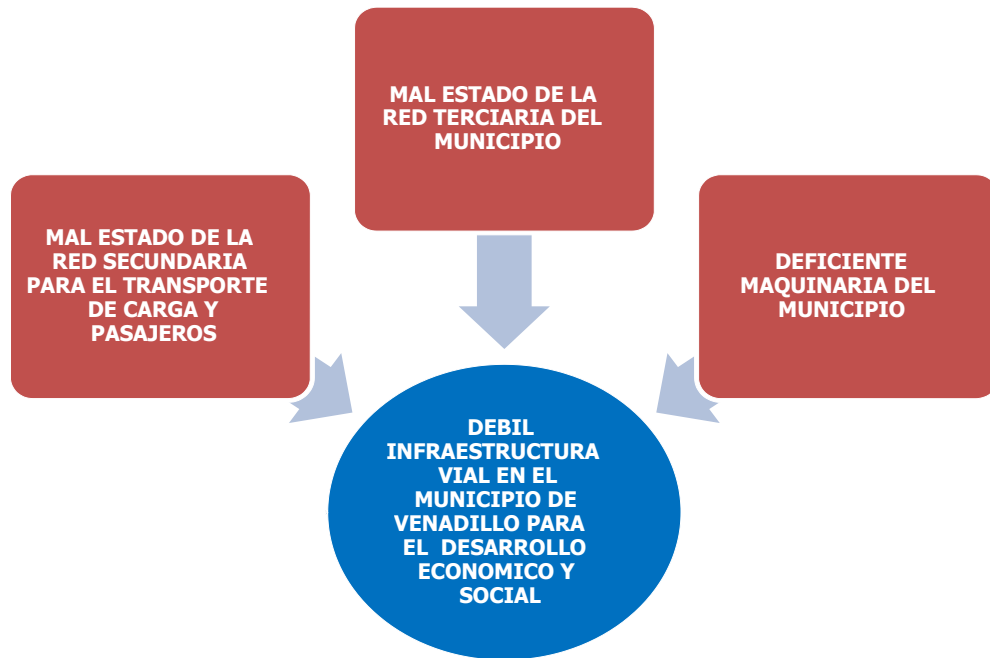 MAL ESTADO DE LA
RED TERCIARIA DEL
MUNICIPIO
MAL ESTADO DE LA
RED SECUNDARIA
PARA EL TRANSPORTE
DE CARGA Y
PASAJEROS
DEFICIENTE
MAQUINARIA DEL
MUNICIPIO
DEBIL
INFRAESTRUCTURA
VIAL EN EL
MUNICIPIO DE
VENADILLO PARA
EL DESARROLLO
ECONOMICO Y
SOCIAL